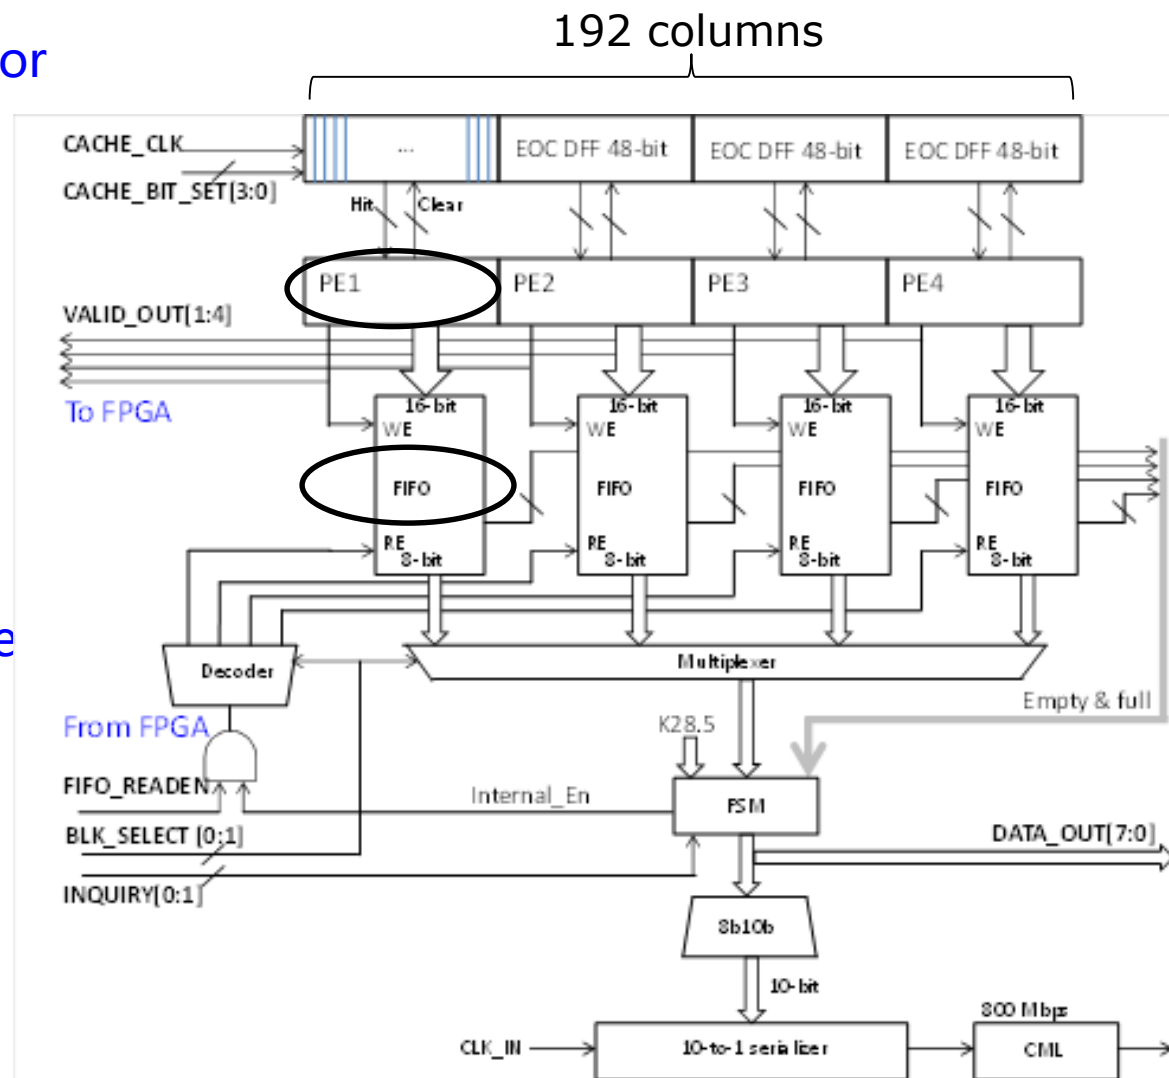 192 columns
or
CACHE_CLK
... EOC DFF 48-bit EOC DFF 48-bit EOC DFF 48-bit
CACHE_BIT_SET[3:0]
Hit Clear
PE1 PE2 PE3 PE4
VALID_OUT[1:4]
To FPGA
16-bit 16-bit 16-bit 16-bit
WE WE WE WE
FIFO FIFO FIFO FIFO
RE RE RE RE
8-bit 8-bit 8-bit 8-bit
e
Decoder Multiplexer
Empty & full
From FPGA K28.5
FIFO_READEN Internal_En FSM
BLK_SELECT [0:1] DATA_OUT[7:0]
INQUIRY[0:1]
8b10b
10-bit
800 Mbps
CLK_IN 10-to-1 serializer CML